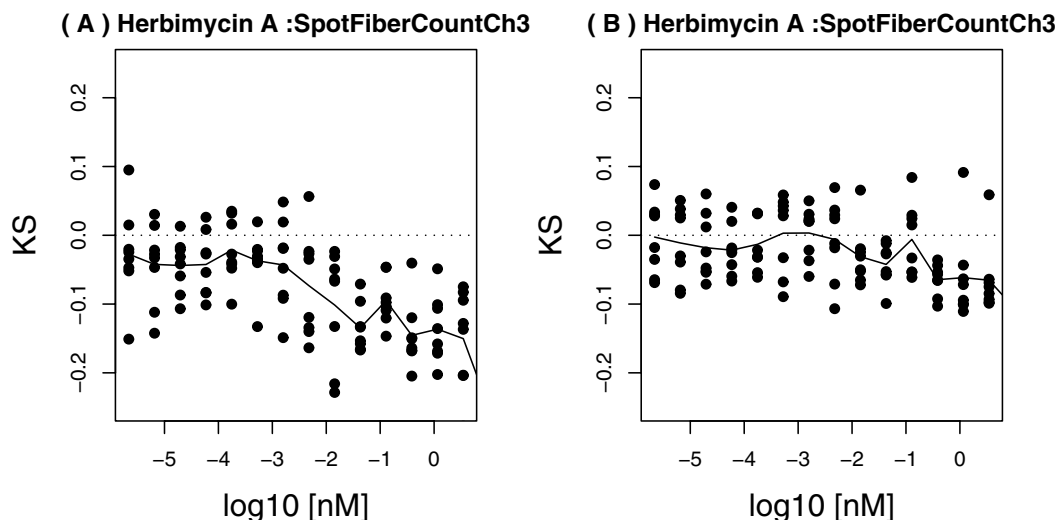 ( A ) Herbimycin A :SpotFiberCountCh3
0.2
0.1
0.0
−0.1
−0.2
KS
−5 −4 −3 −2 −1 0
log10 [nM]
( B ) Herbimycin A :SpotFiberCountCh3
0.2
0.1
0.0
−0.1
−0.2
KS
−5 −4 −3 −2 −1 0
log10 [nM]